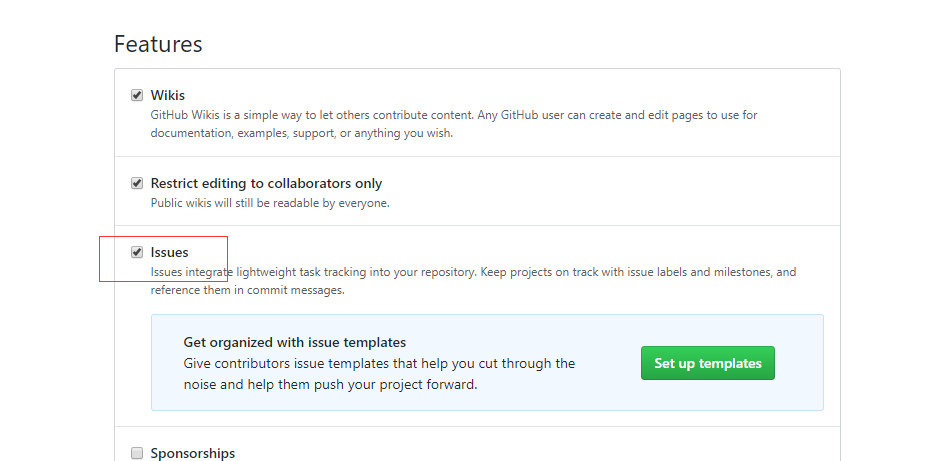 Features
Wikis
GitHub Wikis is a simple way to let others contribute content. Any GitHub user can create and edit pages to use for
documentation, examples, support, or anything you wish.
Restrict editing to collaborators only
Public wikis will still be readable by everyone.
Issues
Issues integrate lightweight task tracking into your repository. Keep projects on track with issue labels and milestones, and
reference them in commit messages.
Get organized with issue templates
Give contributors issue templates that help you cut through the
noise and help them push your project forward.
Set up templates
Sponsorships